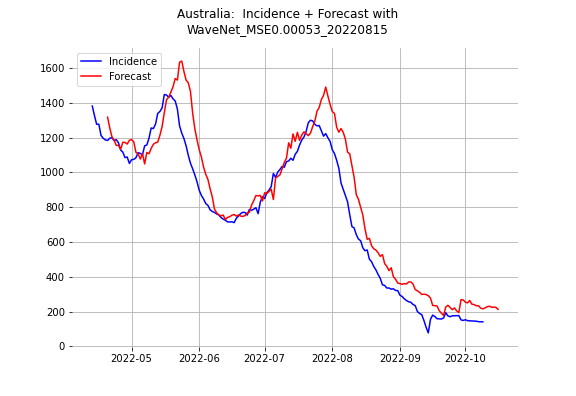 Australia:  Incidence + Forecast with
WaveNet_MSE0.00053_20220815
Incidence
Forecast
1600
1400
1200
1000
800
600
400
200
0
2022-05 2022-06 2022-07 2022-08 2022-09 2022-10